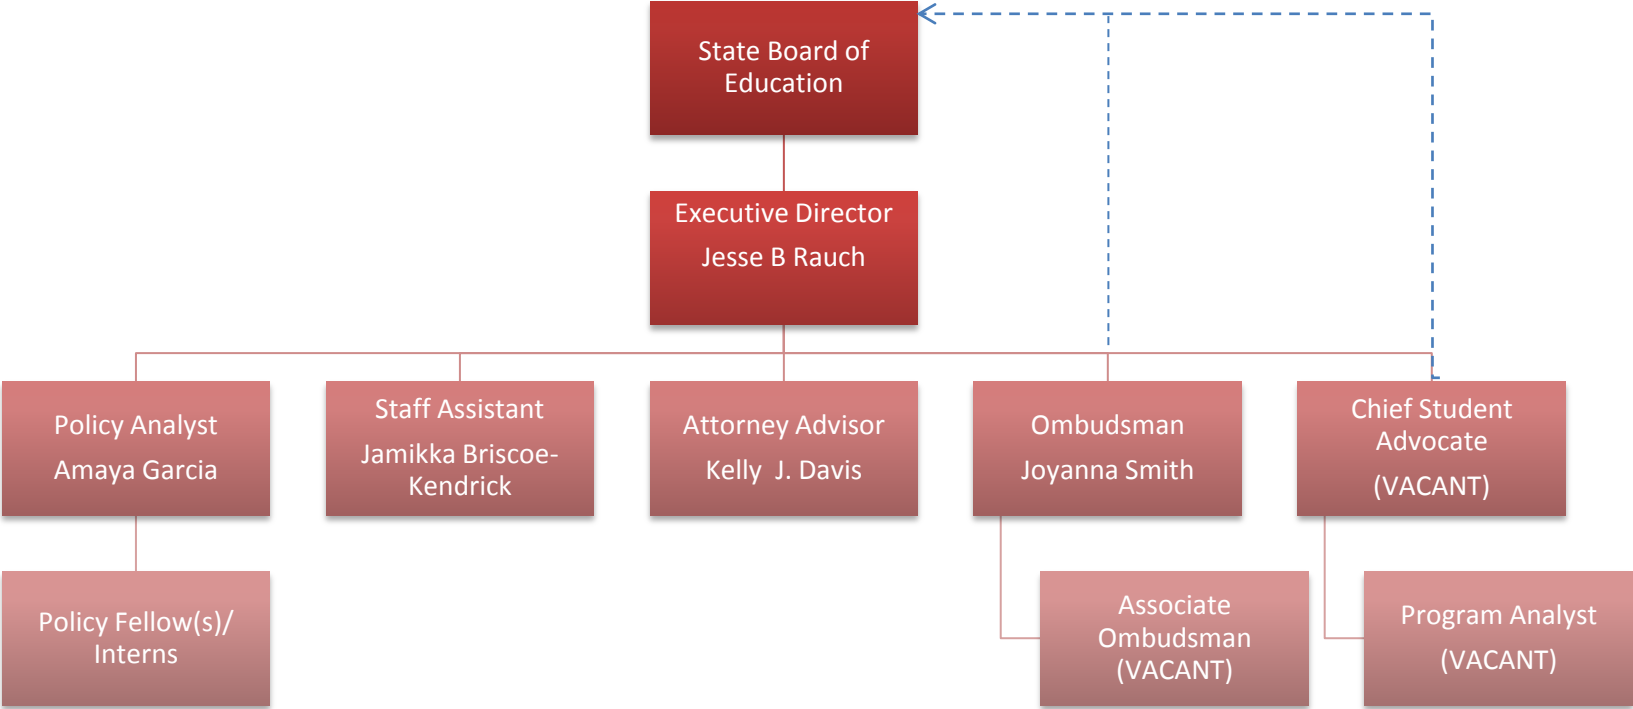 State Board of
Education
Executive Director
Jesse B Rauch
Policy Analyst
Amaya Garcia
Staff Assistant
Jamikka Briscoe-
Kendrick
Attorney Advisor
Kelly  J. Davis
Ombudsman
Joyanna Smith
Chief Student
Advocate
(VACANT)
Policy Fellow(s)/
Interns
Associate
Ombudsman
(VACANT)
Program Analyst
(VACANT)